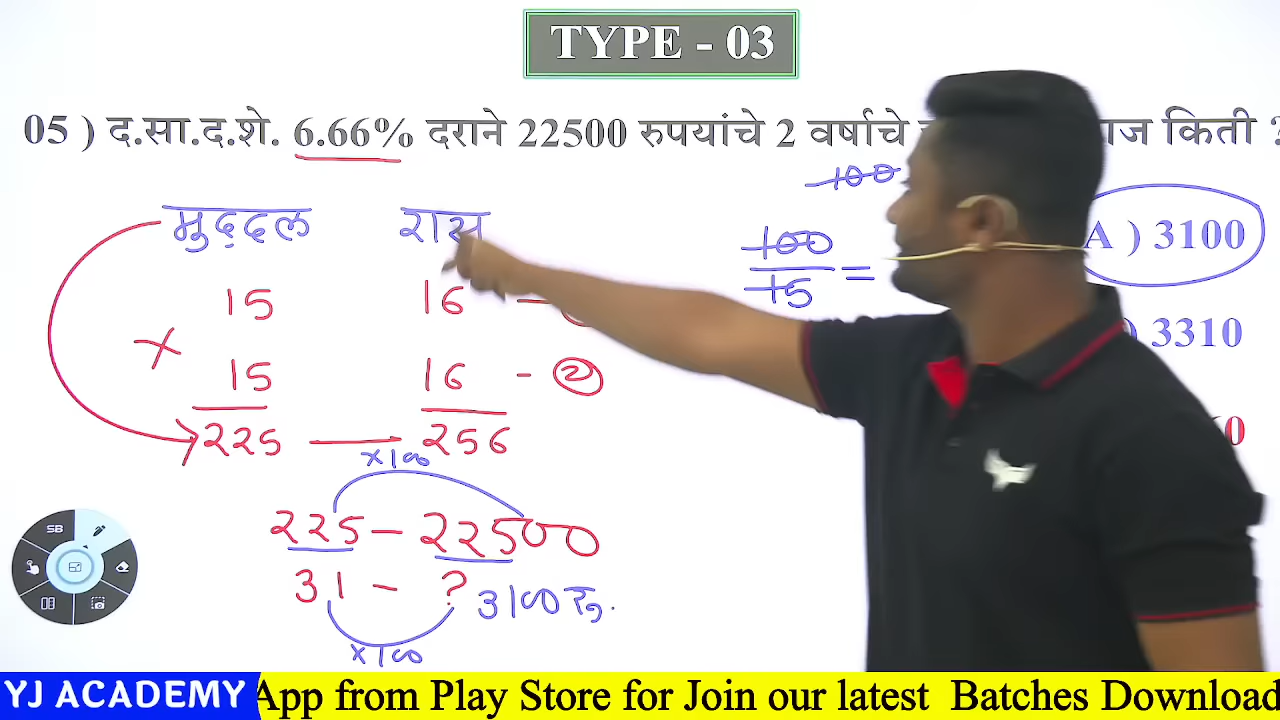 TYPE - 03
05 ) द.सा.द.शे. 6.66% दराने 22500 रुपयांचे 2 वर्षाचे किती ?
100
मुद्दल रास
A ) 3100
100
15 =
15 16 -
) 3310
× 15 16 - 2
0
225 — 256
×100
225 – 22500
SB
31 – ? 3100 रु.
×100
YJ ACADEMY App from Play Store for Join our latest Batches Download